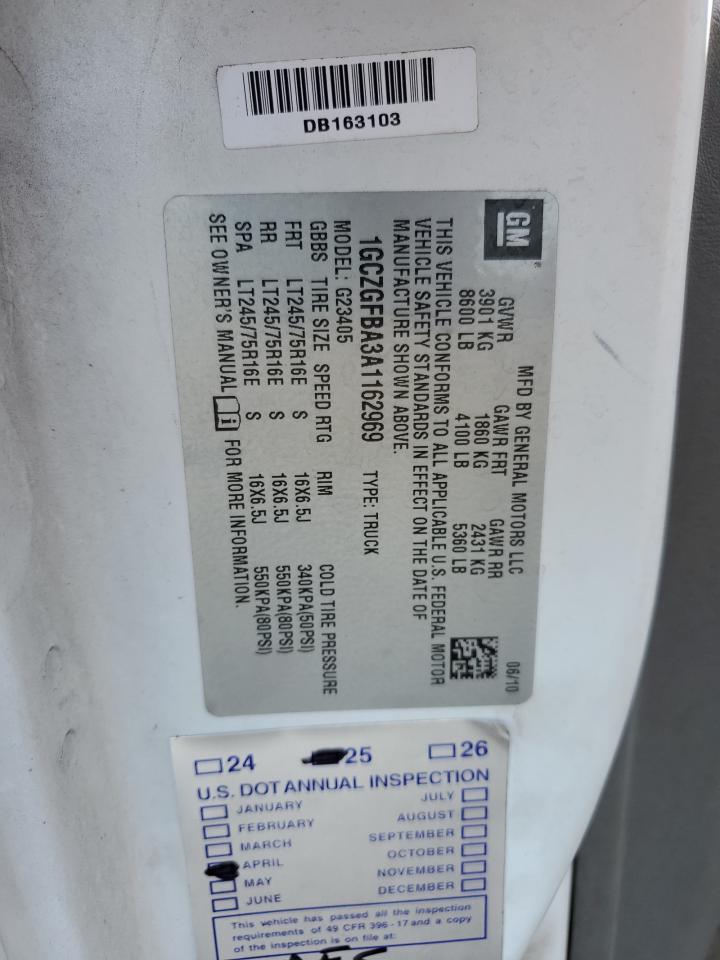 DB163103
GM
MFD BY GENERAL MOTORS LLC
06/10
GVWR GAWR FRT GAWR RR
3901 KG 1860 KG 2431 KG
8600 LB 4100 LB 5360 LB
THIS VEHICLE CONFORMS TO ALL APPLICABLE U.S. FEDERAL MOTOR
VEHICLE SAFETY STANDARDS IN EFFECT ON THE DATE OF
MANUFACTURE SHOWN ABOVE.
1GCZGFBA3A1162969 TYPE: TRUCK
MODEL: G23405
GBBS TIRE SIZE SPEED RTG RIM COLD TIRE PRESSURE
FRT LT245/75R16E S 16X6.5J 340KPA(50PSI)
RR LT245/75R16E S 16X6.5J 550KPA(80PSI)
SPA LT245/75R16E S 16X6.5J 550KPA(80PSI)
SEE OWNER'S MANUAL FOR MORE INFORMATION.
24 25 26
U.S. DOT ANNUAL INSPECTION
JANUARY JULY
FEBRUARY AUGUST
MARCH SEPTEMBER
APRIL OCTOBER
MAY NOVEMBER
JUNE DECEMBER
This vehicle has passed all the inspection
requirements of 49 CFR 396-17 and a copy
of the inspection is on file at: